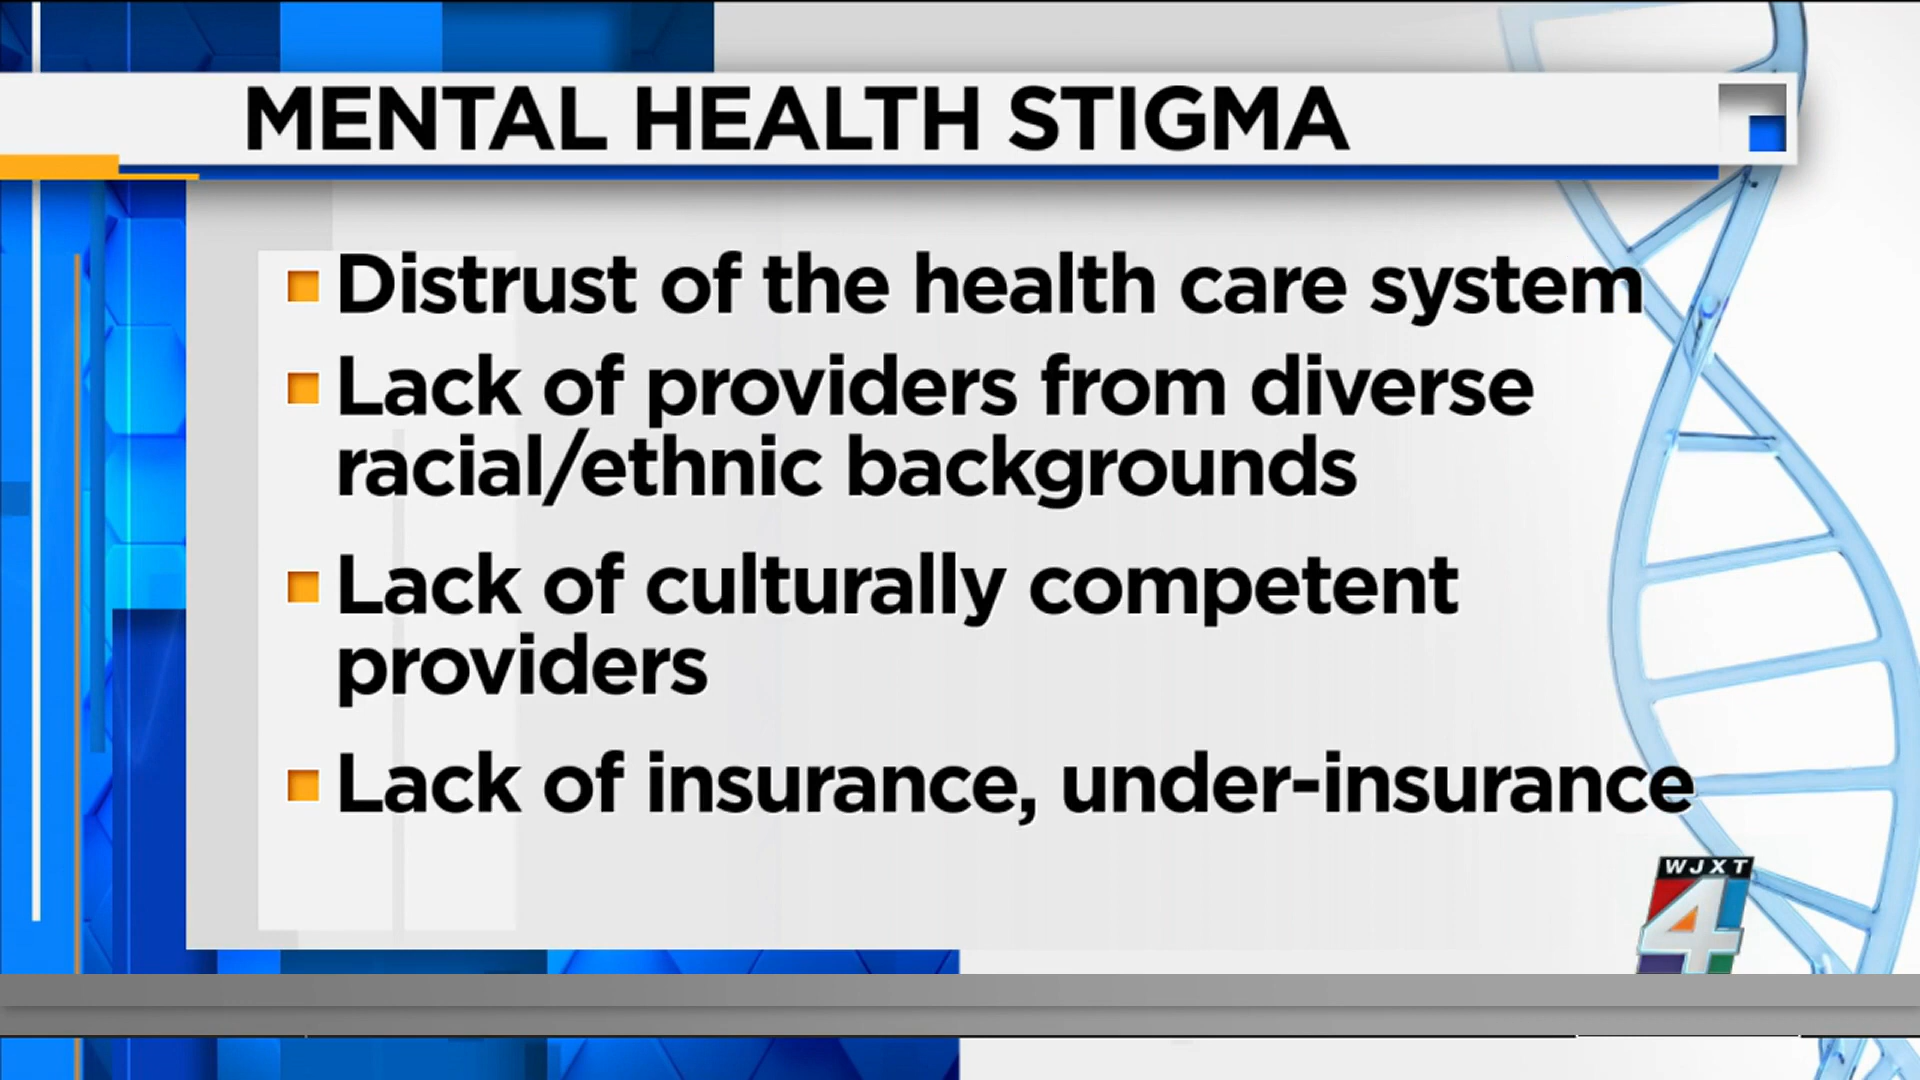 MENTAL HEALTH STIGMA
Distrust of the health care system
Lack of providers from diverse
racial/ethnic backgrounds
Lack of culturally competent
providers
Lack of insurance, under-insurance
WJXT
4